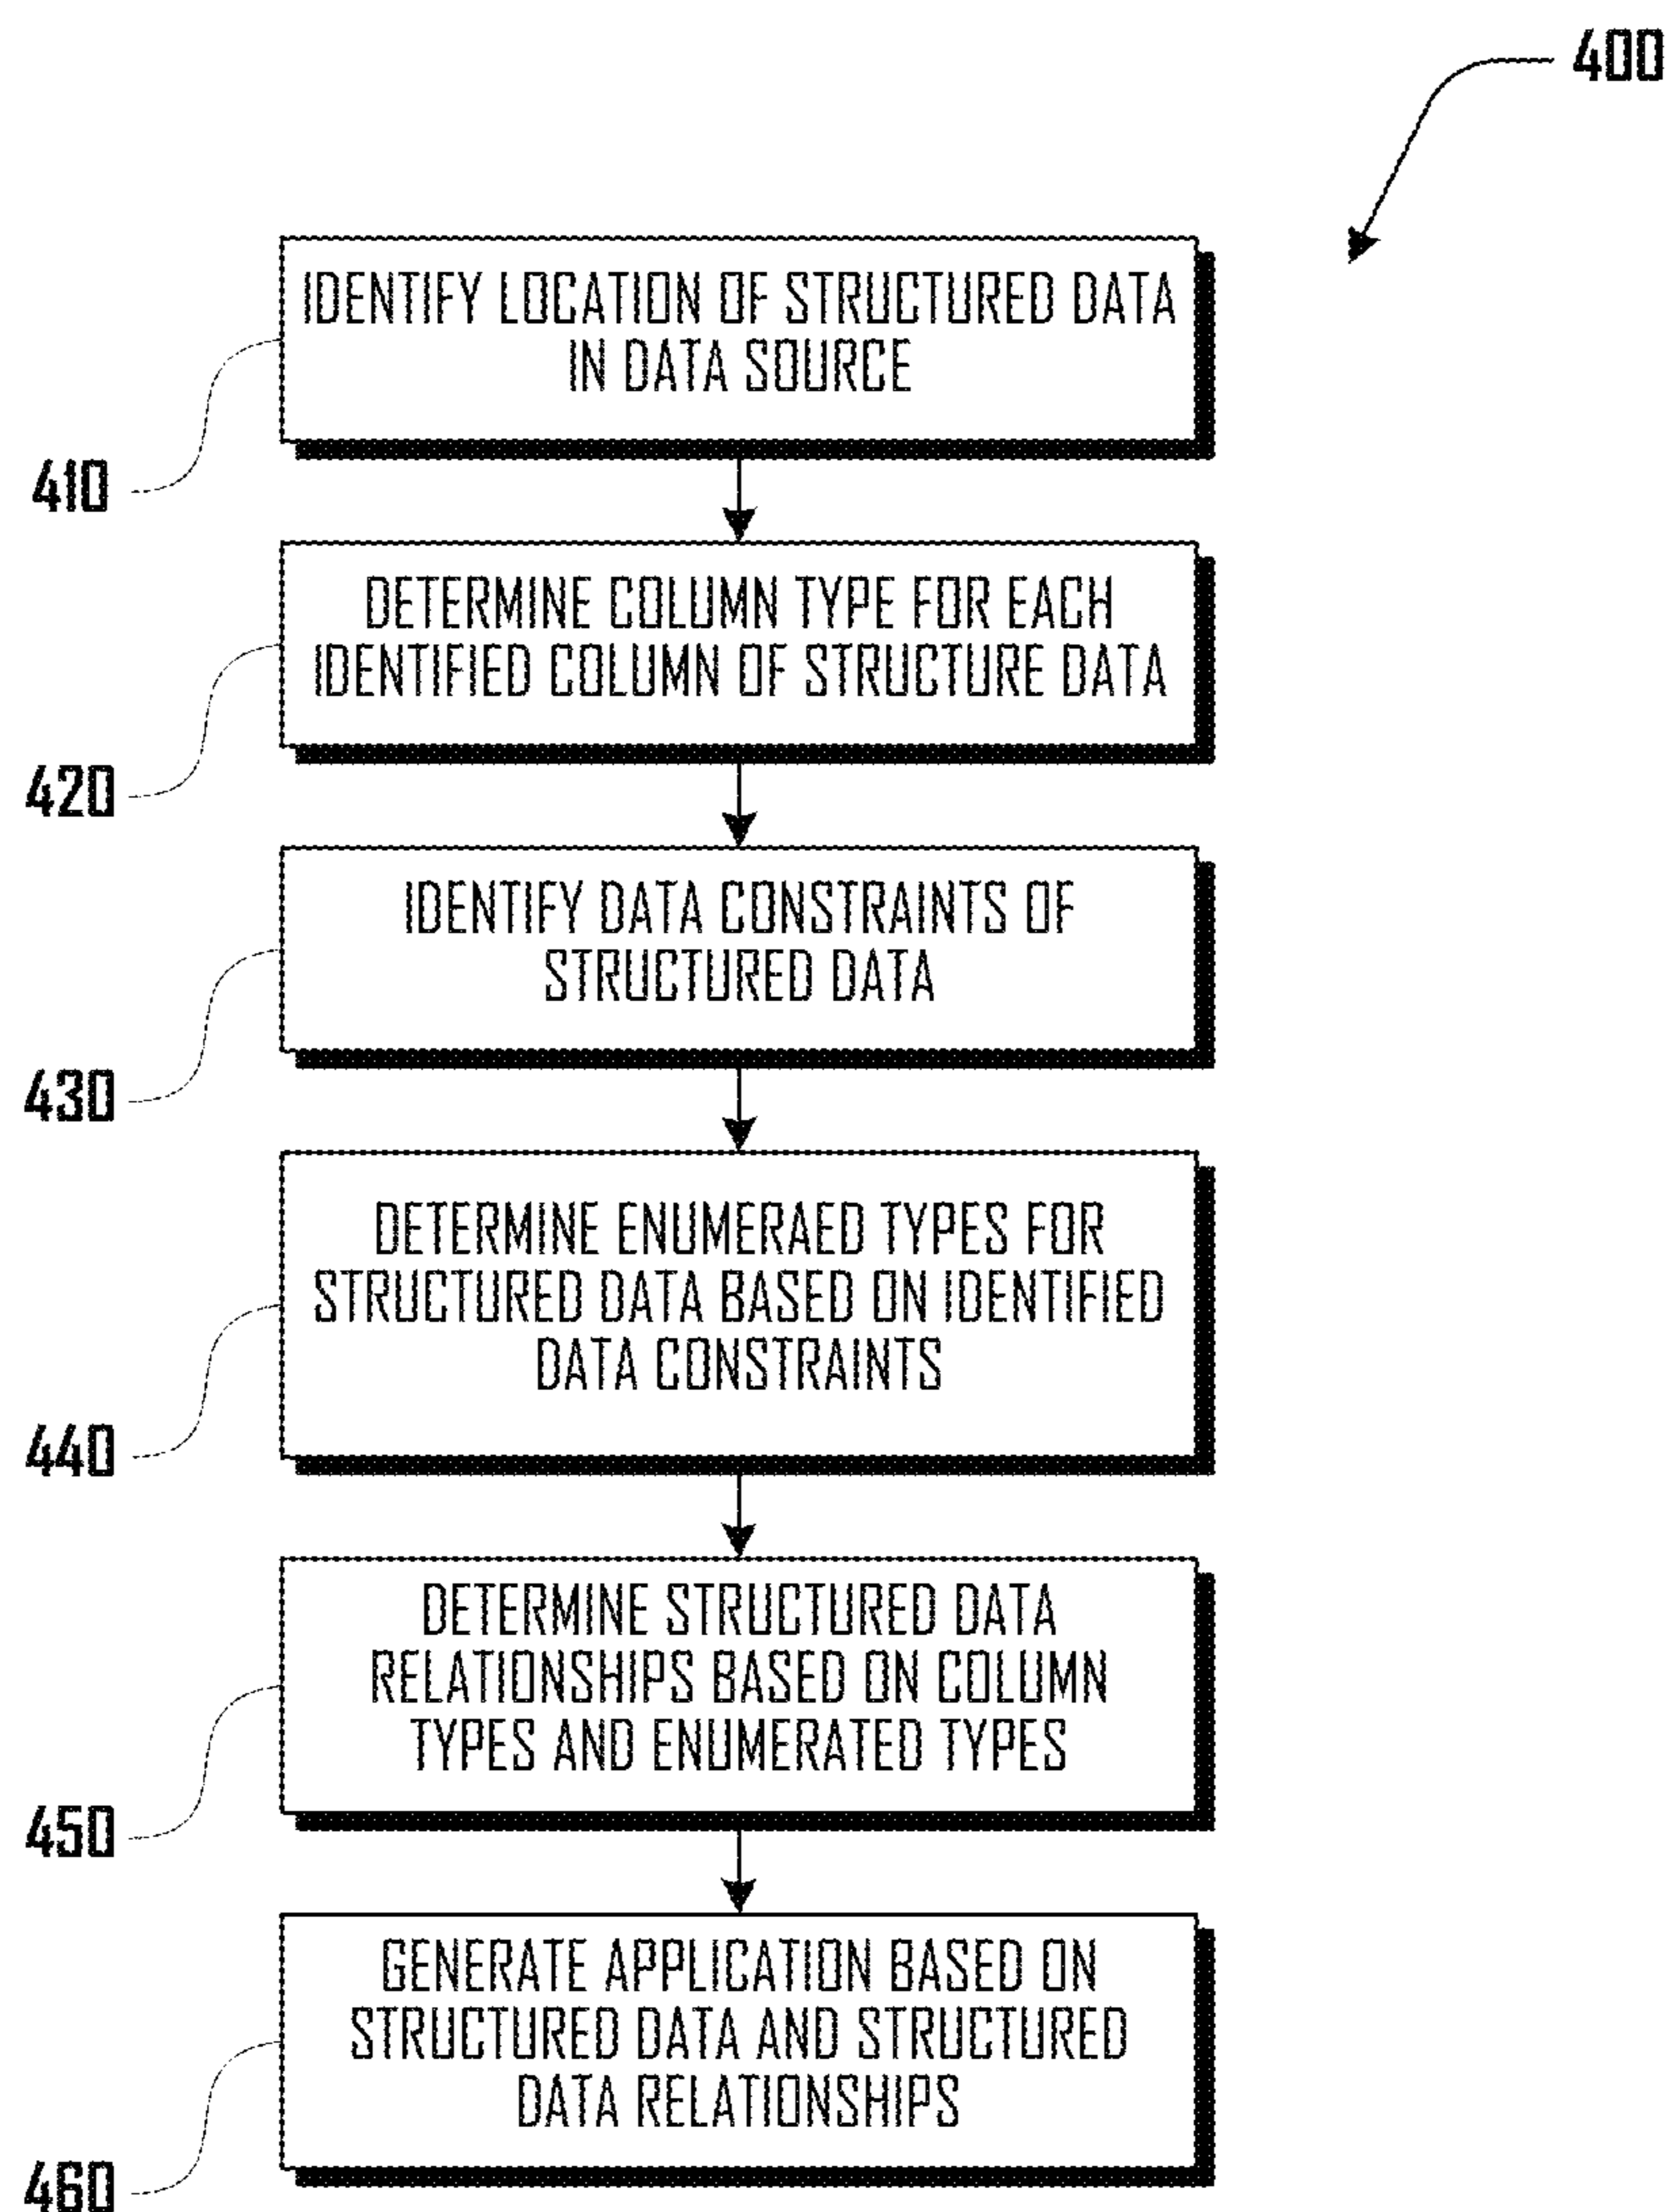 400
IDENTIFY LOCATION OF STRUCTURED DATA
IN DATA SOURCE
410
DETERMINE COLUMN TYPE FOR EACH
IDENTIFIED COLUMN OF STRUCTURE DATA
420
IDENTIFY DATA CONSTRAINTS OF
STRUCTURED DATA
430
DETERMINE ENUMERAED TYPES FOR
STRUCTURED DATA BASED ON IDENTIFIED
DATA CONSTRAINTS
440
DETERMINE STRUCTURED DATA
RELATIONSHIPS BASED ON COLUMN
TYPES AND ENUMERATED TYPES
450
GENERATE APPLICATION BASED ON
STRUCTURED DATA AND STRUCTURED
DATA RELATIONSHIPS
460